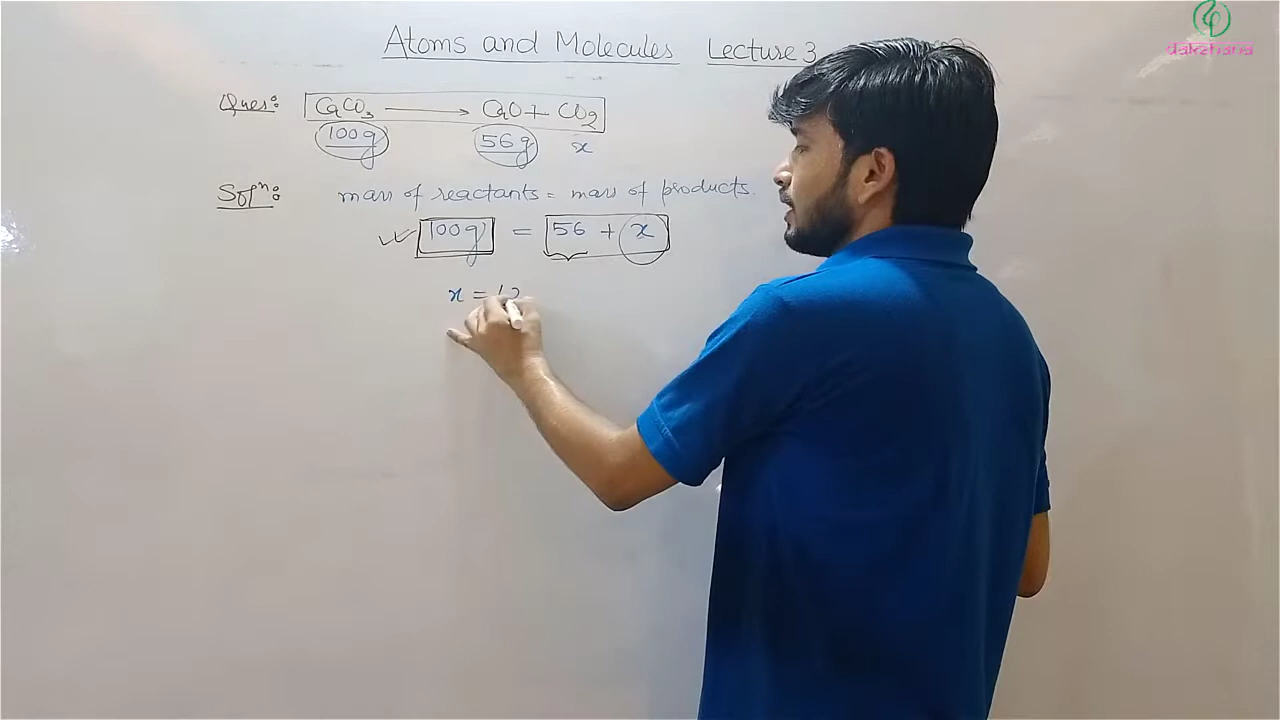 dakshana
Atoms and Molecules Lecture 3
Ques: CaCO₃ ⟶ CaO + CO₂
100g 56g x
Solⁿ: mass of reactants = mass of products.
100g = 56 + x
x =